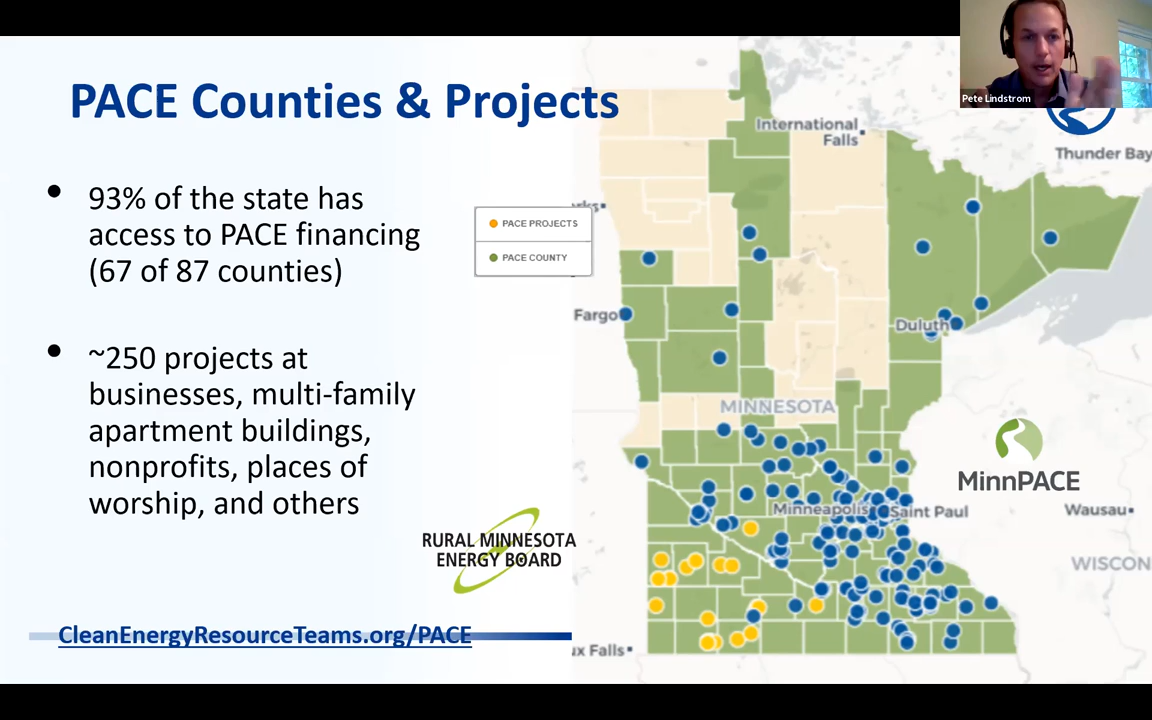 Pete Lindstrom
PACE Counties & Projects
• 93% of the state has
access to PACE financing
(67 of 87 counties)
• ~250 projects at
businesses, multi-family
apartment buildings,
nonprofits, places of
worship, and others
RURAL MINNESOTA
ENERGY BOARD
CleanEnergyResourceTeams.org/PACE
PACE PROJECTS
PACE COUNTY
International
Falls
Thunder Bay
rks
Fargo
Duluth
MINNESOTA
MinnPACE
Minneapolis
Saint Paul
Wausau
WISCON
ux Falls